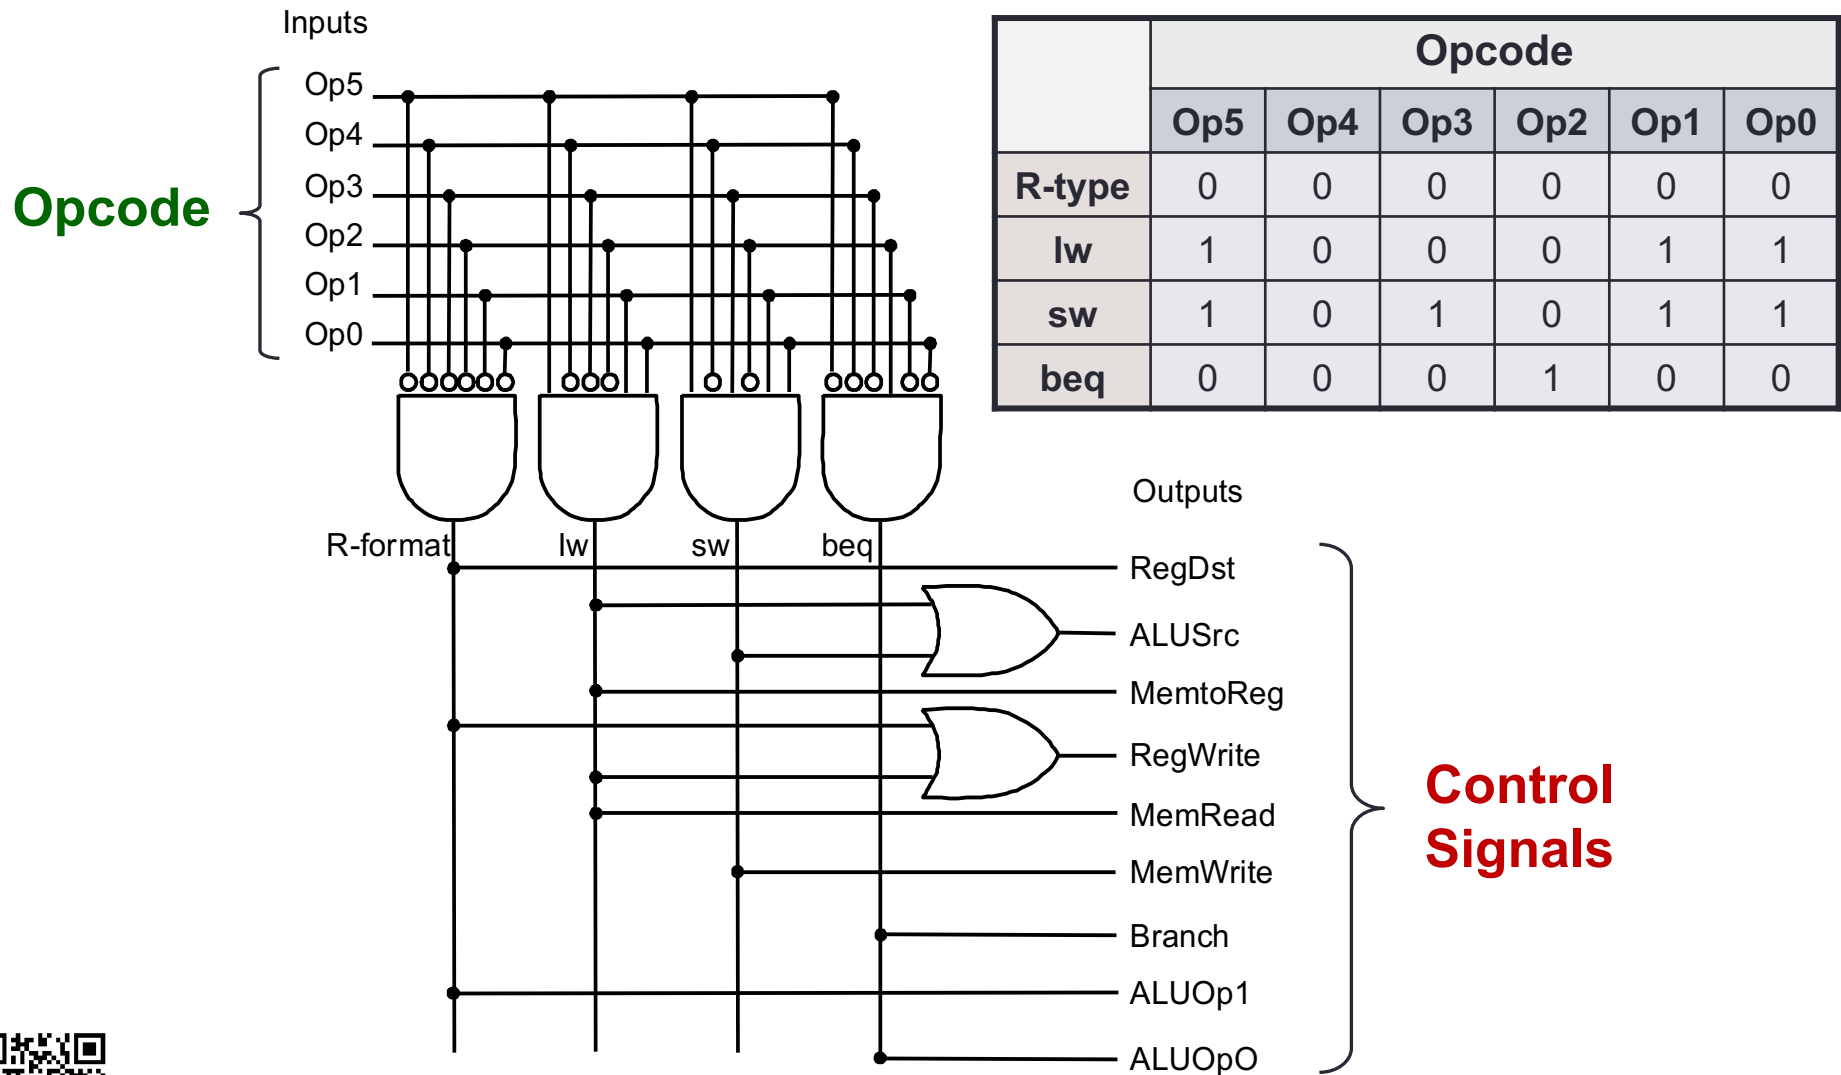 Inputs
Op5
Op4
Op3
Op2
Op1
Op0
Opcode
Opcode
Op5 Op4 Op3 Op2 Op1 Op0
R-type 0 0 0 0 0 0
lw 1 0 0 0 1 1
sw 1 0 1 0 1 1
beq 0 0 0 1 0 0
R-format lw sw beq
Outputs
RegDst
ALUSrc
MemtoReg
RegWrite
MemRead
MemWrite
Branch
ALUOp1
ALUOpO
Control
Signals